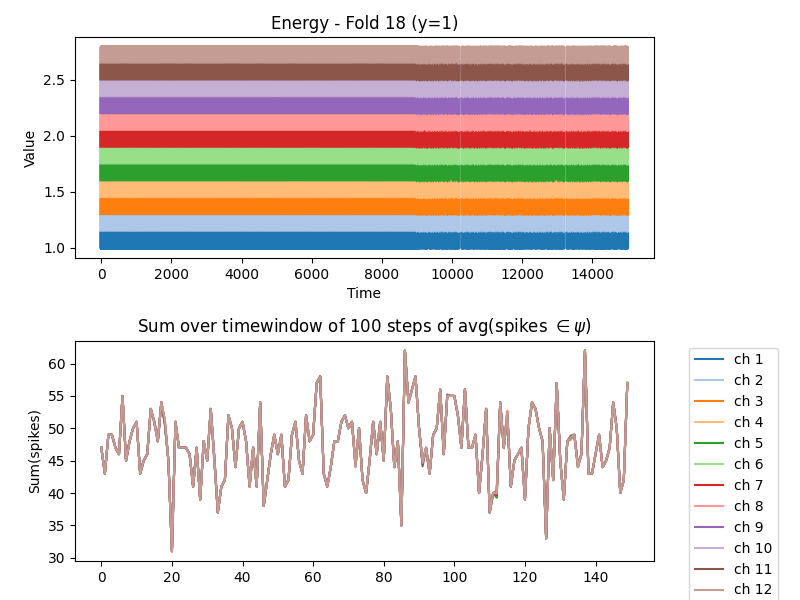 Energy - Fold 18 (y=1)
Value
2.5
2.0
1.5
1.0
0 2000 4000 6000 8000 10000 12000 14000
Time
Sum over timewindow of 100 steps of avg(spikes ∈ ψ)
Sum(spikes)
60
55
50
45
40
35
30
0 20 40 60 80 100 120 140
ch 1
ch 2
ch 3
ch 4
ch 5
ch 6
ch 7
ch 8
ch 9
ch 10
ch 11
ch 12